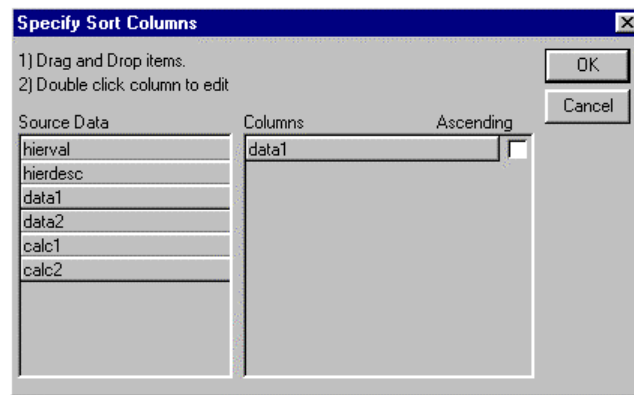 Specify Sort Columns
1) Drag and Drop items.
2) Double click column to edit
OK
Cancel
Source Data
hierval
hierdesc
data1
data2
calc1
calc2
Columns Ascending
data1